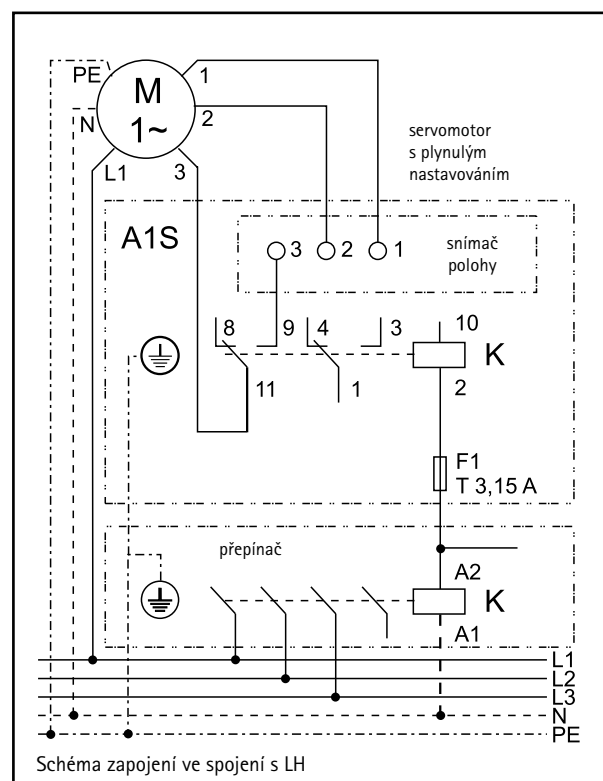 PE
1
M
1~
N
2
L1
3
servomotor
s plynulým
nastavováním
A1S
3
2
1
snímač
polohy
8
9
4
3
10
K
11
1
2
F1
T 3,15 A
přepínač
A2
K
A1
L1
L2
L3
N
PE
Schéma zapojení ve spojení s LH